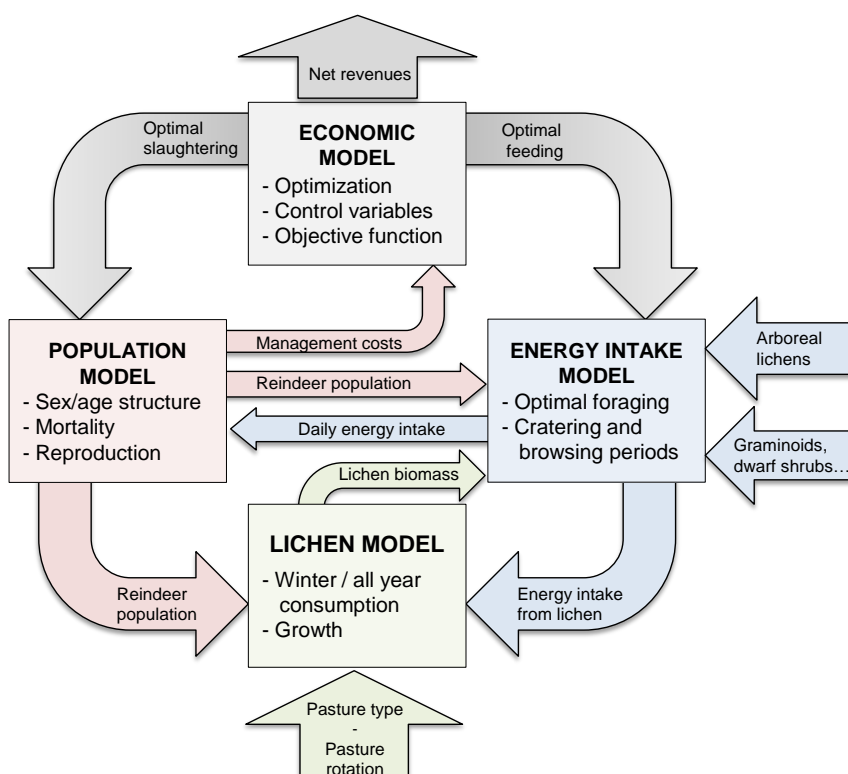 Net revenues
Optimal
slaughtering
ECONOMIC
MODEL
- Optimization
- Control variables
- Objective function
Optimal
feeding
POPULATION
MODEL
- Sex/age structure
- Mortality
- Reproduction
Management costs
Reindeer population
Daily energy intake
Lichen biomass
ENERGY INTAKE
MODEL
- Optimal foraging
- Cratering and
browsing periods
Arboreal
lichens
Graminoids,
dwarf shrubs…
LICHEN MODEL
- Winter / all year
consumption
- Growth
Reindeer
population
Energy intake
from lichen
Pasture type
-
Pasture
rotation